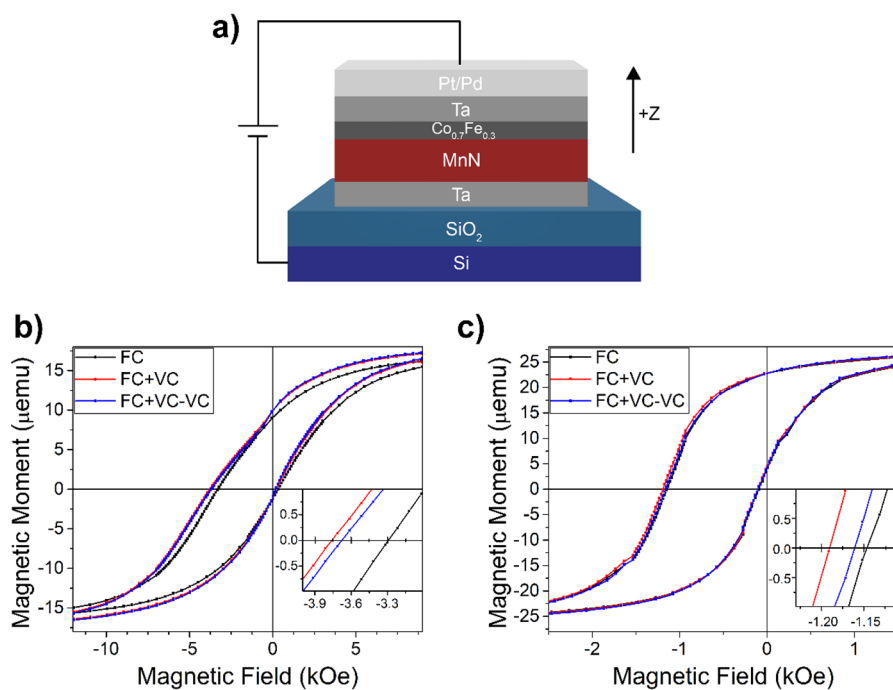 a)
Pt/Pd
Ta
Co0.7Fe0.3
MnN
Ta
SiO2
Si
+Z
b)
FC
FC+VC
FC+VC-VC
Magnetic Moment (µemu)
15
10
5
0
-5
-10
-15
-10
-5
0
5
Magnetic Field (kOe)
0.5
0.0
-0.5
-3.9
-3.6
-3.3
c)
FC
FC+VC
FC+VC-VC
Magnetic Moment (µemu)
25
20
15
10
5
0
-5
-10
-15
-20
-25
-2
-1
0
1
Magnetic Field (kOe)
0.5
0.0
-0.5
-1.20
-1.15